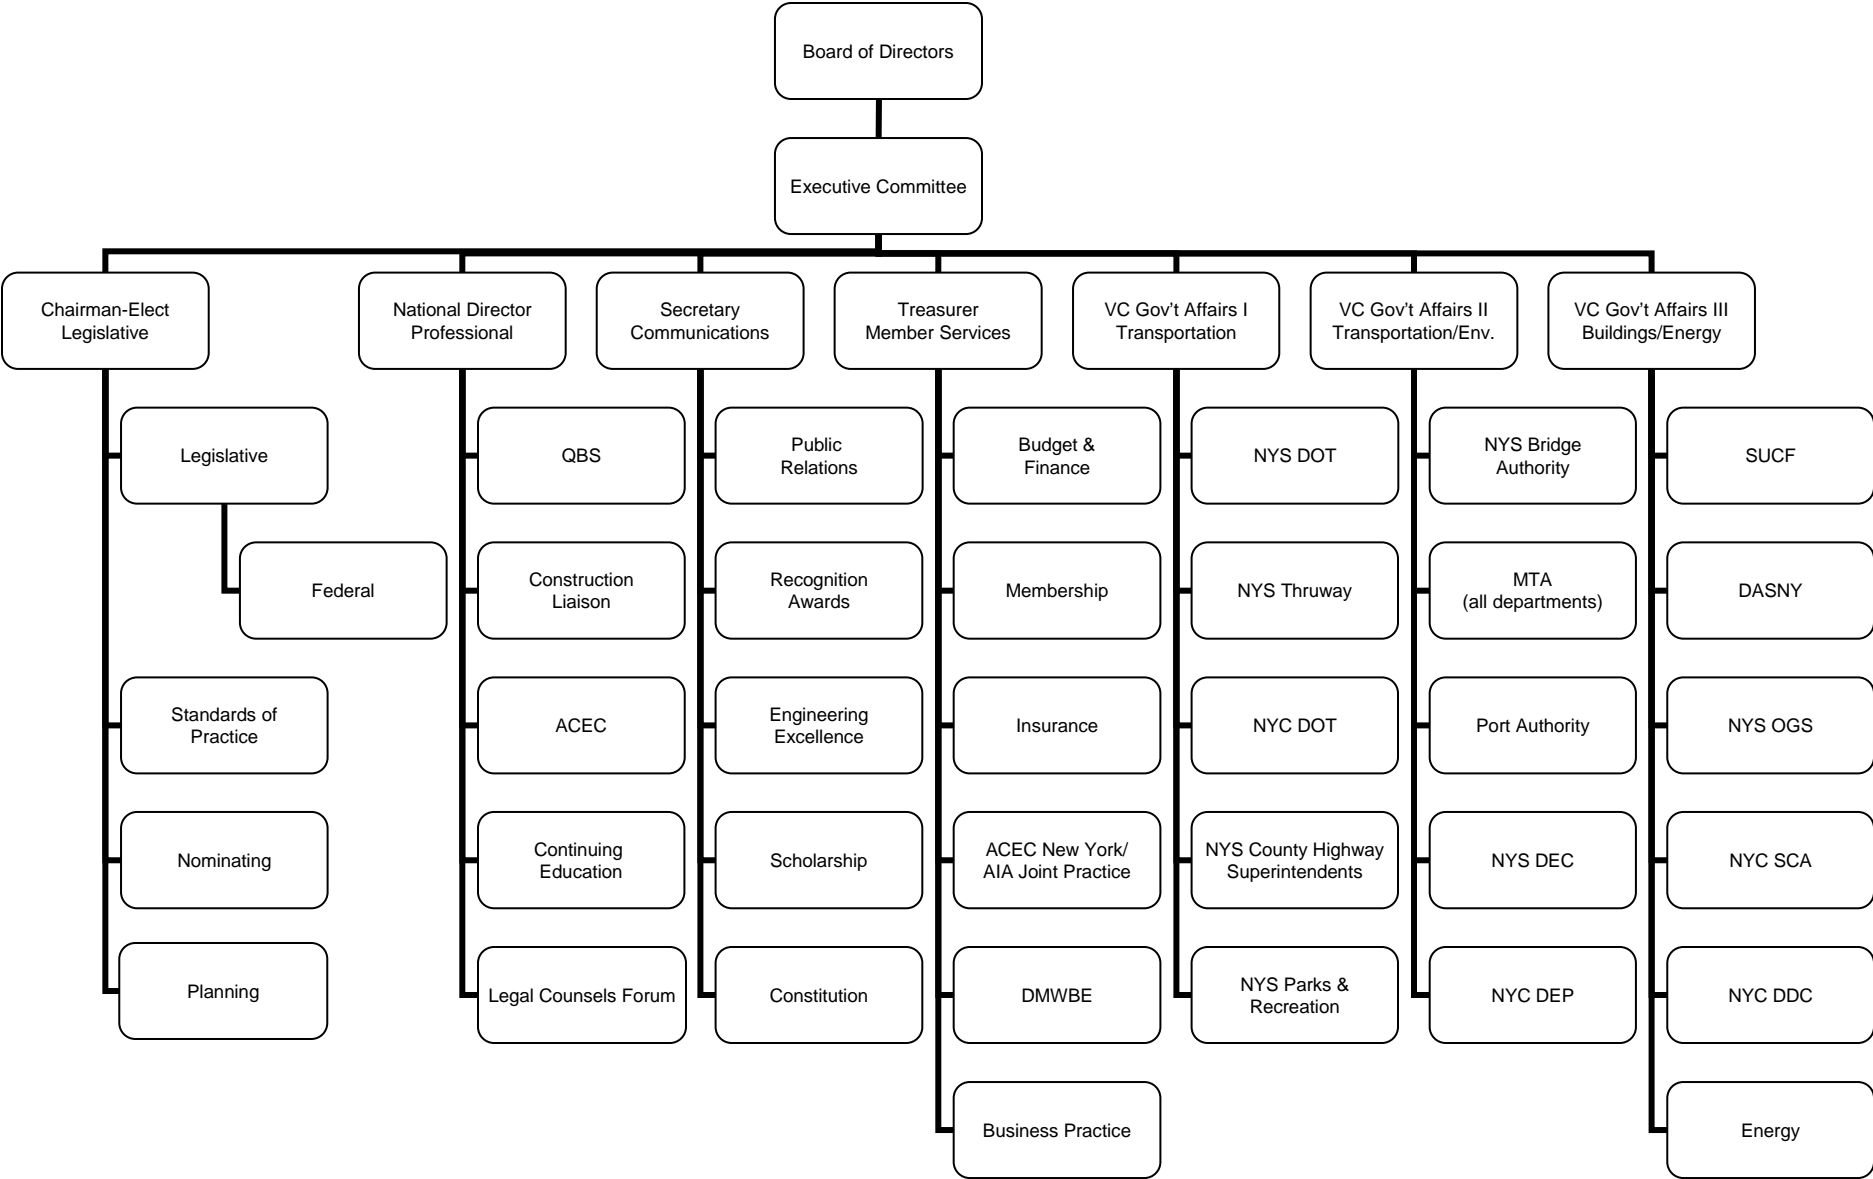 Board of Directors
Executive Committee
Chairman-Elect
Legislative
National Director
Professional
Secretary
Communications
Treasurer
Member Services
VC Gov’t Affairs I
Transportation
VC Gov’t Affairs II
Transportation/Env.
VC Gov’t Affairs III
Buildings/Energy
Legislative
QBS
Public
Relations
Budget &
Finance
NYS DOT
NYS Bridge
Authority
SUCF
Federal
Construction
Liaison
Recognition
Awards
Membership
NYS Thruway
MTA
(all departments)
DASNY
Standards of
Practice
ACEC
Engineering
Excellence
Insurance
NYC DOT
Port Authority
NYS OGS
Nominating
Continuing
Education
Scholarship
ACEC New York/
AIA Joint Practice
NYS County Highway
Superintendents
NYS DEC
NYC SCA
Planning
Legal Counsels Forum
Constitution
DMWBE
NYS Parks &
Recreation
NYC DEP
NYC DDC
Business Practice
Energy